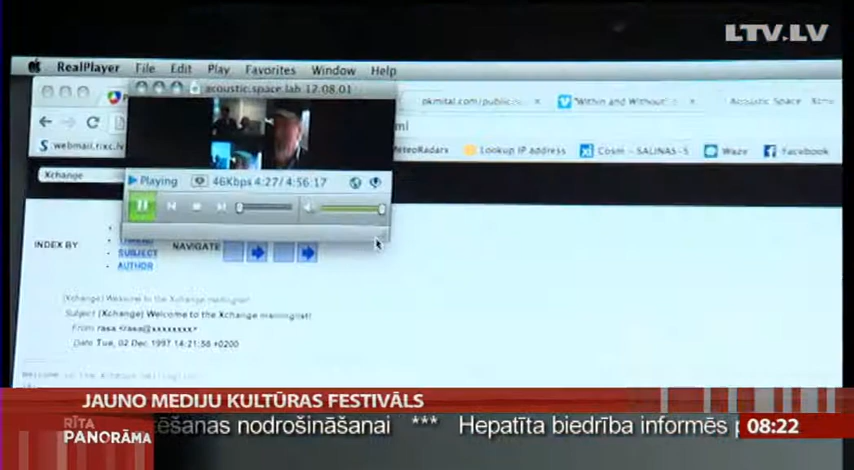 LTV.LV
RealPlayer File Edit Play Favorites Window Help
acoustic.space.lab 17.08.01
pkmital.com/public "Within and Without" Acoustic Space
webmail.rixc.lv MeteoRadars Lookup IP address Cosm - SALINAS-5 Waze Facebook
Xchange
Playing 46Kbps 4:27/4:56:17
INDEX BY NAVIGATE
SUBJECT
AUTHOR
(Xchange) Welcome to the Xchange mailinglist!
Subject (Xchange) Welcome to the Xchange mailinglist!
From rasa <rasa@xxxxxxxx>
Date Tue, 02 Dec 1997 14:21:58 +0200
JAUNO MEDIJU KULTŪRAS FESTIVĀLS
RĪTA
PANORĀMA
nodrošināšanai *** Hepatīta biedrība informēs
08:22